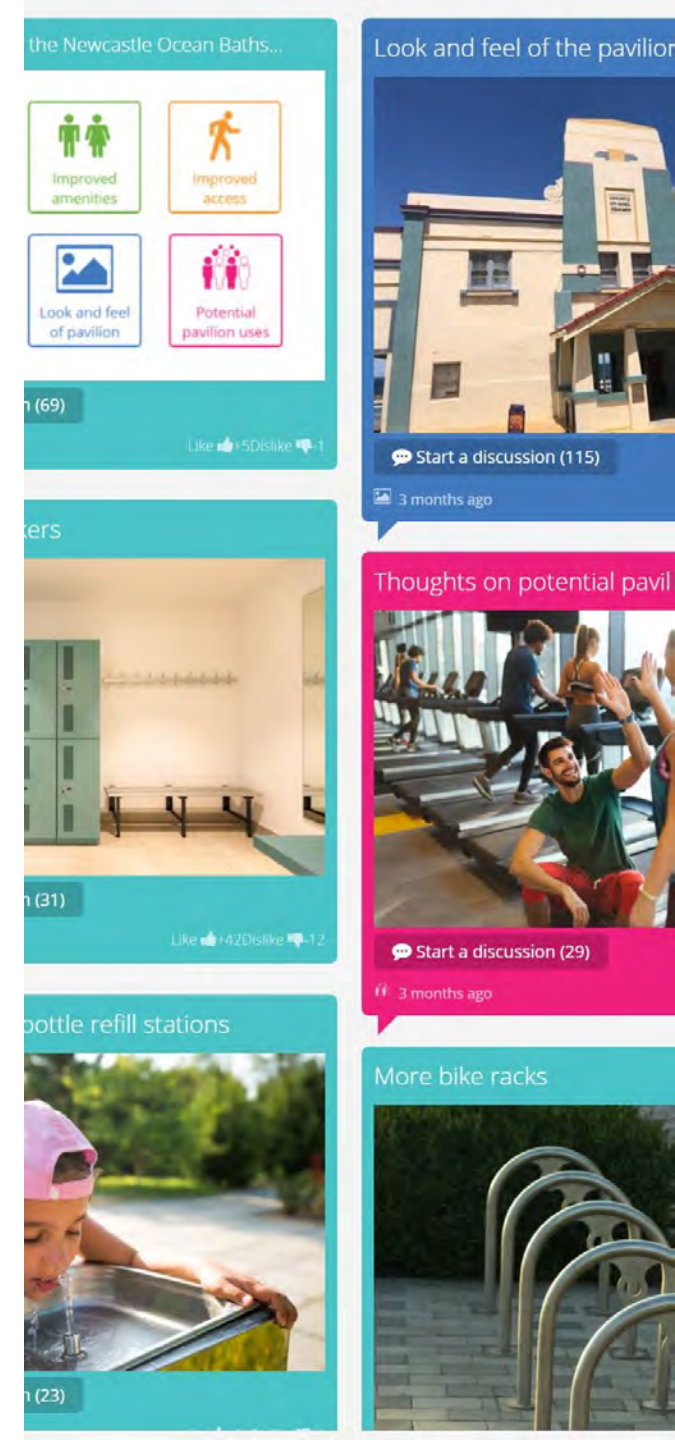 the Newcastle Ocean Baths...
Improved
amenities
Improved
access
Look and feel
of pavilion
Potential
pavilion uses
(69)
Like +5Dislike -1
Look and feel of the pavilion
Start a discussion (115)
3 months ago
kers
(31)
Like +42Dislike -12
Thoughts on potential pavil
Start a discussion (29)
3 months ago
bottle refill stations
(23)
More bike racks